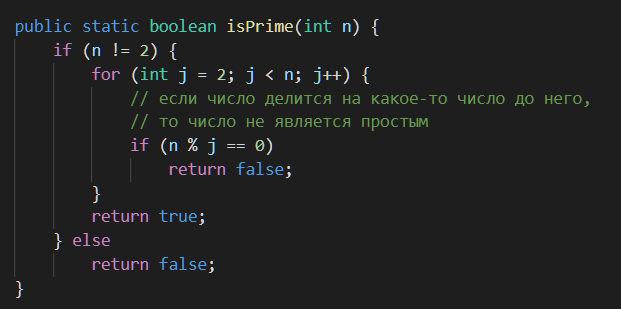 public static boolean isPrime(int n) {
    if (n != 2) {
        for (int j = 2; j < n; j++) {
            // если число делится на какое-то число до него,
            // то число не является простым
            if (n % j == 0)
                return false;
        }
        return true;
    } else
        return false;
}